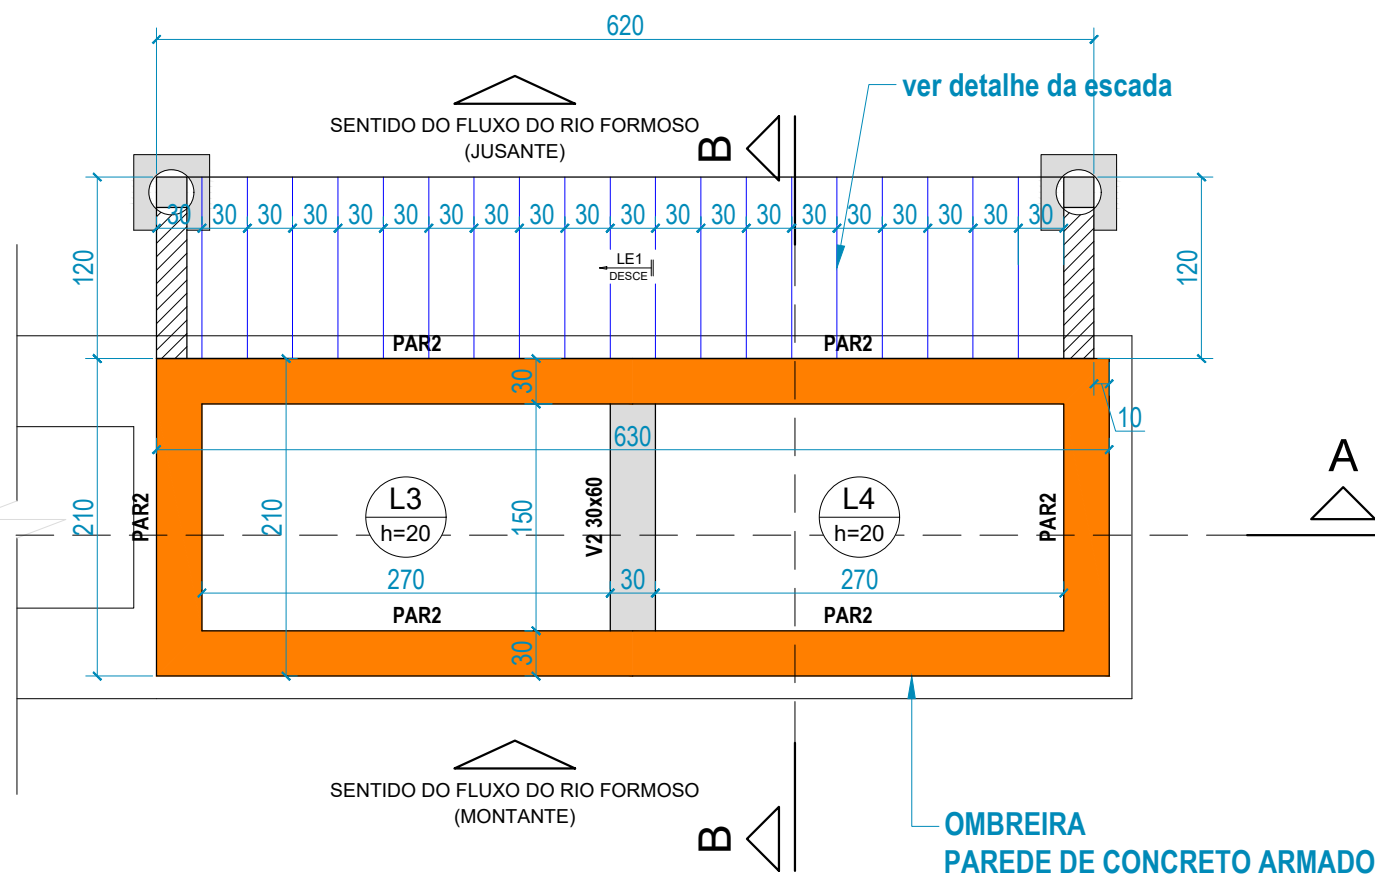 620
ver detalhe da escada
SENTIDO DO FLUXO DO RIO FORMOSO
(JUSANTE)
B
30 30 30 30 30 30 30 30 30 30 30 30 30 30 30 30 30 30 30 30
120
120
LE1
DESCE
PAR2
PAR2
30
10
630
A
L3
h=20
L4
h=20
PAR2
210
210
150
V2 30x60
PAR2
270
30
270
PAR2
PAR2
30
SENTIDO DO FLUXO DO RIO FORMOSO
(MONTANTE)
B
OMBREIRA
PAREDE DE CONCRETO ARMADO